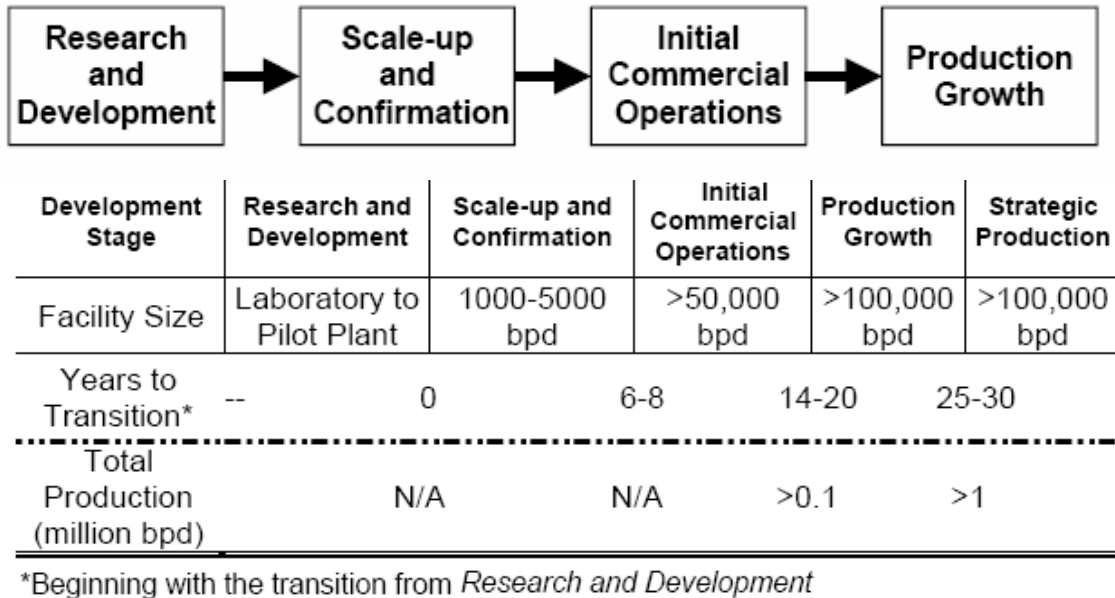 Research
and
Development
Scale-up
and
Confirmation
Initial
Commercial
Operations
Production
Growth
Development
Stage
Research and
Development
Scale-up and
Confirmation
Initial
Commercial
Operations
Production
Growth
Strategic
Production
Facility Size
Laboratory to
Pilot Plant
1000-5000
bpd
>50,000
bpd
>100,000
bpd
>100,000
bpd
Years to
Transition*
-- 0 6-8 14-20 25-30
Total
Production
(million bpd)
N/A N/A >0.1 >1
*Beginning with the transition from Research and Development